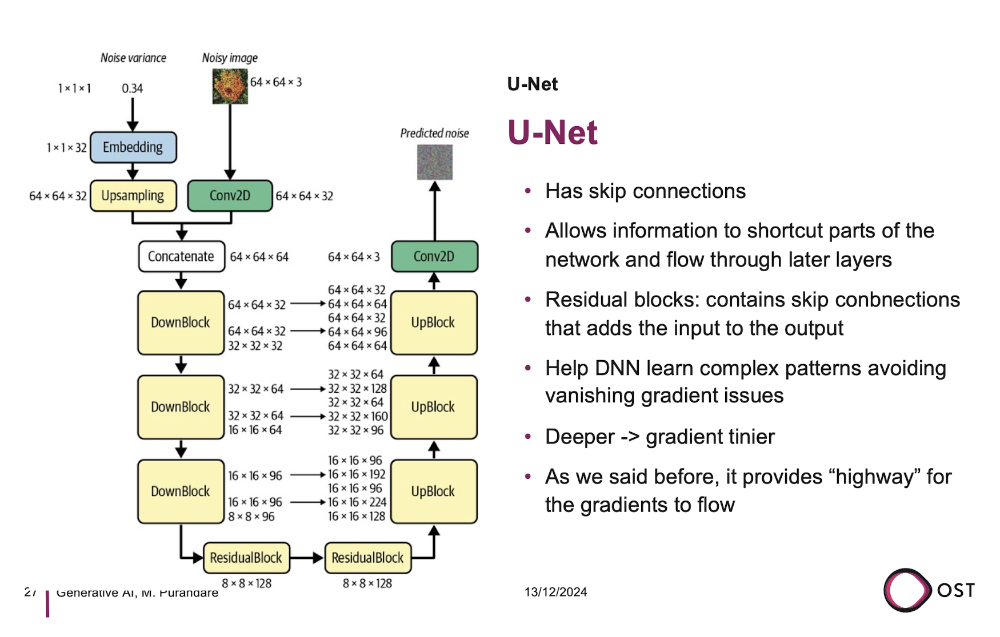 Noise variance
Noisy image
1×1×1
0.34
64 × 64 × 3
Embedding
1×1×32
Upsampling
64 × 64 × 32
Conv2D
64 × 64 × 32
Concatenate
64 × 64 × 64
DownBlock
64 × 64 × 32
64 × 64 × 32
32 × 32 × 32
DownBlock
32 × 32 × 64
32 × 32 × 64
16 × 16 × 64
DownBlock
16 × 16 × 96
16 × 16 × 96
8 × 8 × 96
ResidualBlock
8 × 8 × 128
ResidualBlock
8 × 8 × 128
Predicted noise
64 × 64 × 3
Conv2D
64 × 64 × 32
64 × 64 × 64
64 × 64 × 32
64 × 64 × 96
64 × 64 × 64
UpBlock
32 × 32 × 64
32 × 32 × 128
32 × 32 × 64
32 × 32 × 160
32 × 32 × 96
UpBlock
16 × 16 × 96
16 × 16 × 192
16 × 16 × 96
16 × 16 × 224
16 × 16 × 128
UpBlock
U-Net
U-Net
• Has skip connections
• Allows information to shortcut parts of the
network and flow through later layers
• Residual blocks: contains skip conbnections
that adds the input to the output
• Help DNN learn complex patterns avoiding
vanishing gradient issues
• Deeper -> gradient tinier
• As we said before, it provides “highway” for
the gradients to flow
27
Generative AI, M. Purandare
13/12/2024
OST